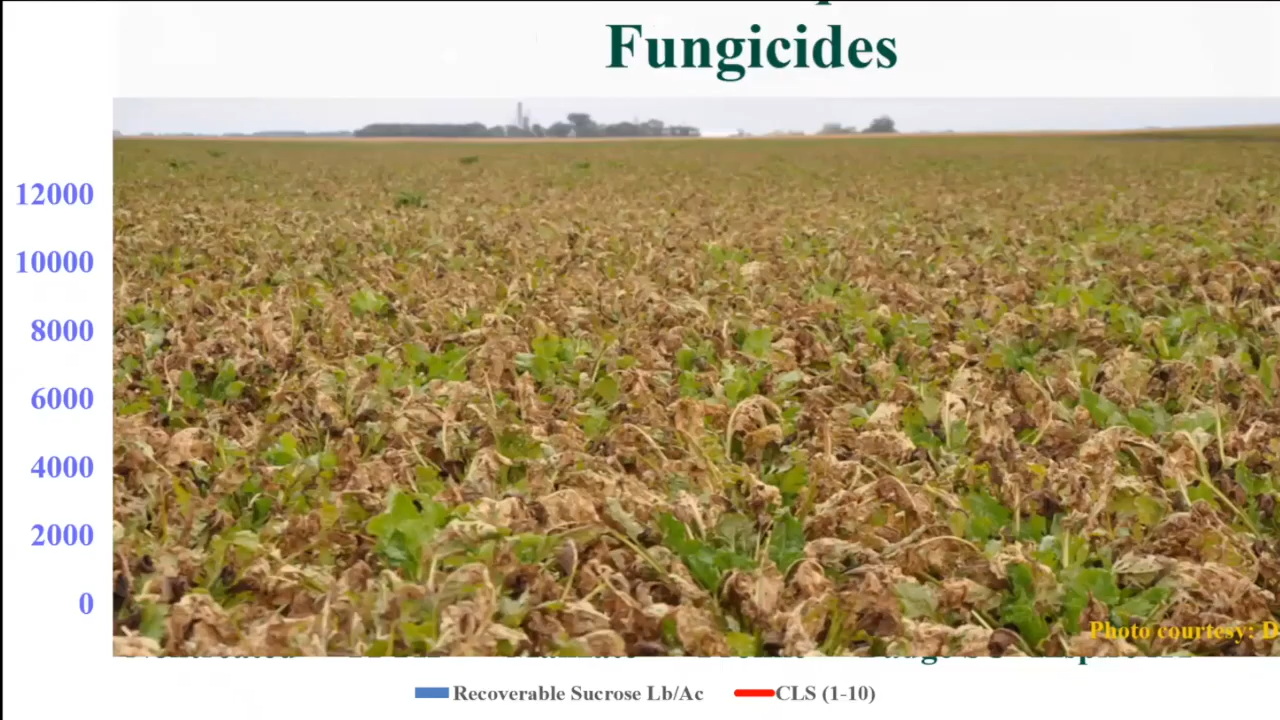 Fungicides
12000
10000
8000
6000
4000
2000
0
Photo courtesy: D
Recoverable Sucrose Lb/Ac
CLS (1-10)